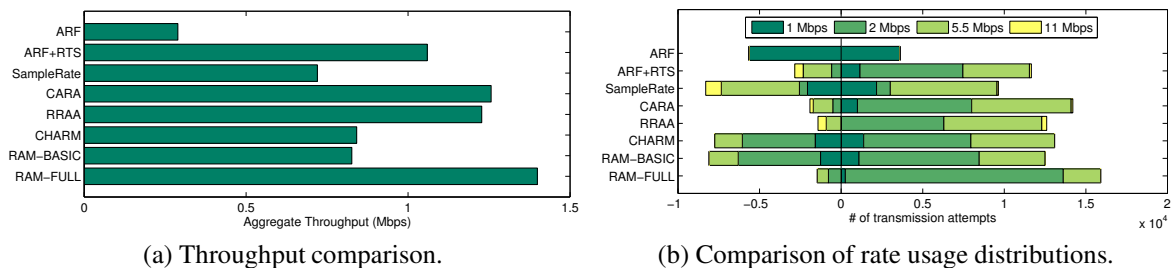 ARF
ARF+RTS
SampleRate
CARA
RRAA
CHARM
RAM−BASIC
RAM−FULL
0 0.5 1 1.5
Aggregate Throughput (Mbps)
(a) Throughput comparison.
1 Mbps 2 Mbps 5.5 Mbps 11 Mbps
ARF
ARF+RTS
SampleRate
CARA
RRAA
CHARM
RAM−BASIC
RAM−FULL
−1 −0.5 0 0.5 1 1.5 2
# of transmission attempts
x 10⁴
(b) Comparison of rate usage distributions.